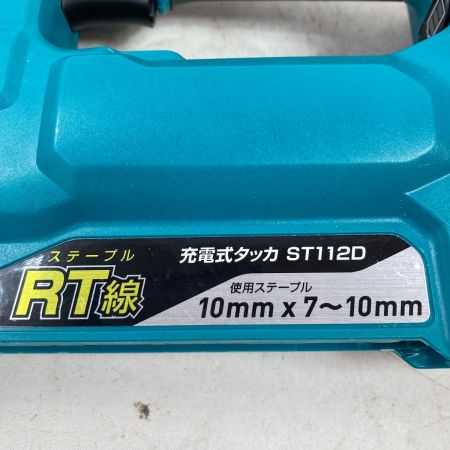 ステープル
RT線
充電式タッカ ST112D
使用ステープル
10mm x 7～10mm